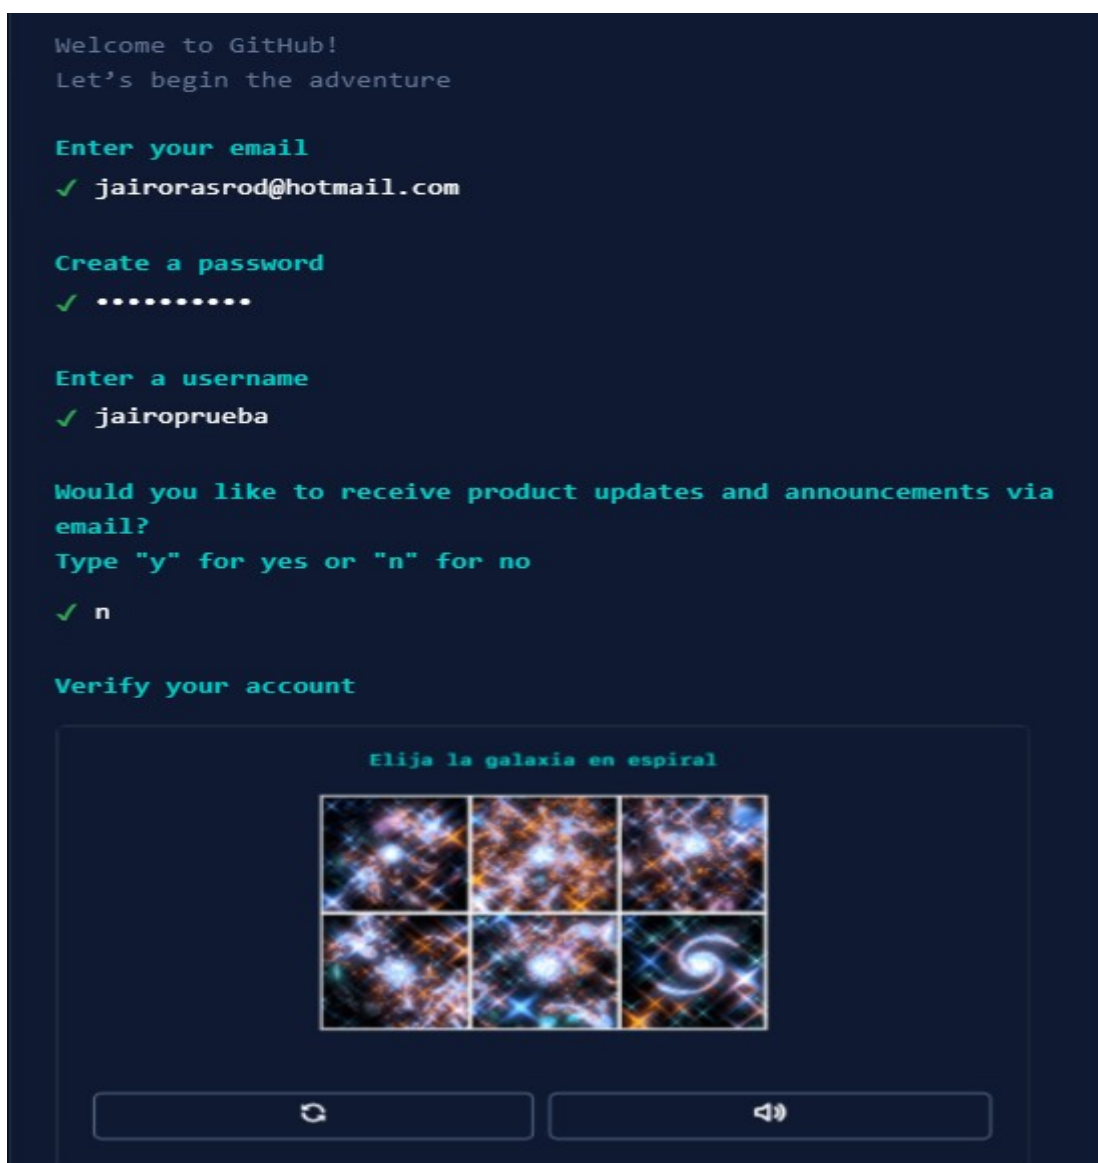 Welcome to GitHub!
Let’s begin the adventure
Enter your email
✓ jairorasrod@hotmail.com
Create a password
✓ ••••••••••
Enter a username
✓ jairoprueba
Would you like to receive product updates and announcements via
email?
Type "y" for yes or "n" for no
✓ n
Verify your account
Elija la galaxia en espiral